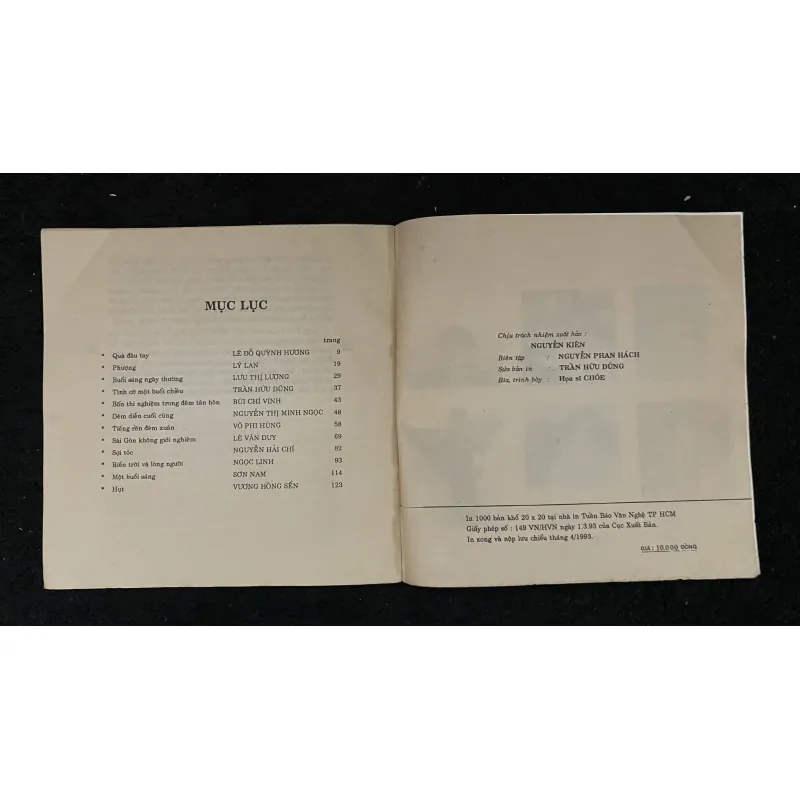 MỤC LỤC
trang
* Quà đầu tay LÊ ĐỖ QUỲNH HƯƠNG 9
* Phượng LÝ LAN 19
* Buổi sáng ngày thường LƯU THỊ LƯƠNG 29
* Tình cờ một buổi chiều TRẦN HỮU DŨNG 37
* Bốn thí nghiệm trong đêm tân hôn BÙI CHÍ VINH 43
* Đêm diễn cuối cùng NGUYỄN THỊ MINH NGỌC 48
* Tiếng rền đêm xuân VÕ PHI HÙNG 58
* Sài Gòn không giới nghiêm LÊ VĂN DUY 69
* Sợi tóc NGUYỄN HẢI CHÍ 82
* Biển trời và lòng người NGỌC LINH 93
* Một buổi sáng SƠN NAM 114
* Hụt VƯƠNG HỒNG SỂN 123
Chịu trách nhiệm xuất bản :
NGUYỄN KIÊN
Biên tập : NGUYỄN PHAN HÁCH
Sửa bản in : TRẦN HỮU DŨNG
Bìa, trình bày : Họa sĩ CHÓE
In 1000 bản khổ 20 x 20 tại nhà in Tuần Báo Văn Nghệ TP HCM
Giấy phép số : 149 VN/HVN ngày 1.3.93 của Cục Xuất Bản.
In xong và nộp lưu chiểu tháng 4/1993.
GIÁ : 10.000 ĐỒNG